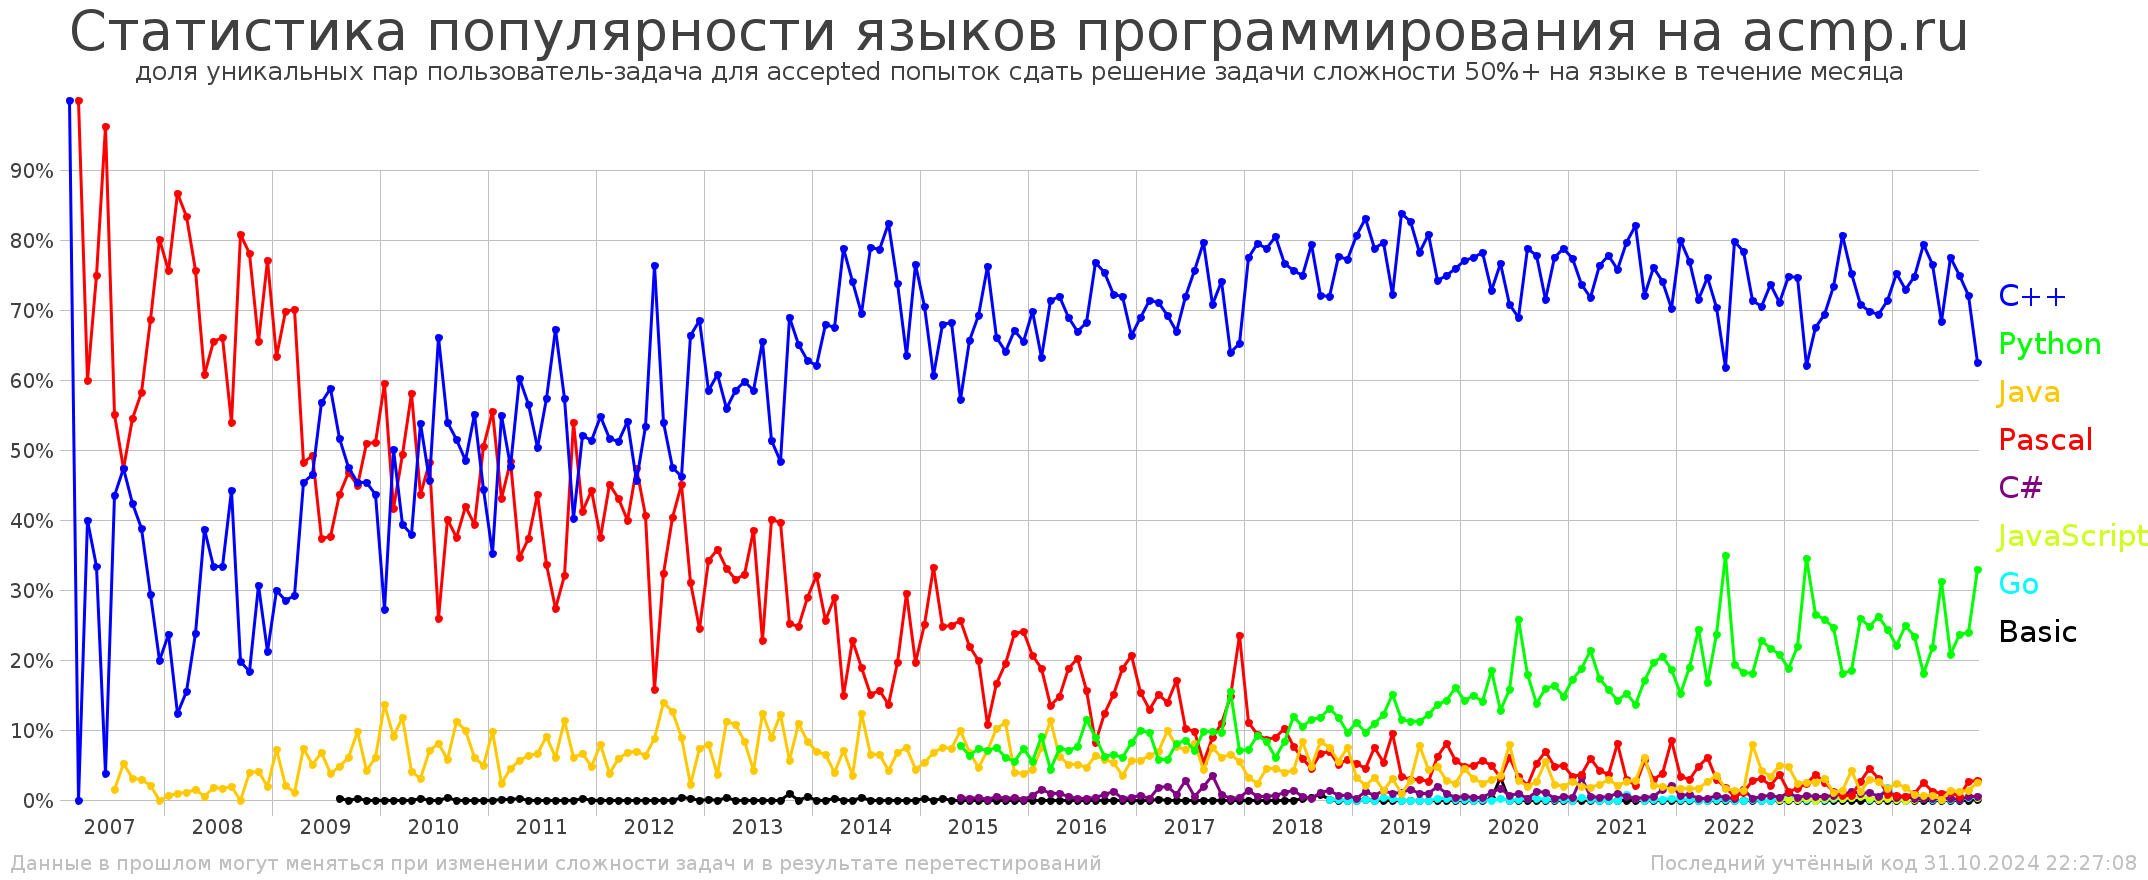 Статистика популярности языков программирования на acmp.ru
доля уникальных пар пользователь-задача для accepted попыток сдать решение задачи сложности 50%+ на языке в течение месяца
90%
80%
70%
60%
50%
40%
30%
20%
10%
0%
C++
Python
Java
Pascal
C#
JavaScript
Go
Basic
2007 2008 2009 2010 2011 2012 2013 2014 2015 2016 2017 2018 2019 2020 2021 2022 2023 2024
Данные в прошлом могут меняться при изменении сложности задач и в результате перетестирований
Последний учтённый код 31.10.2024 22:27:08